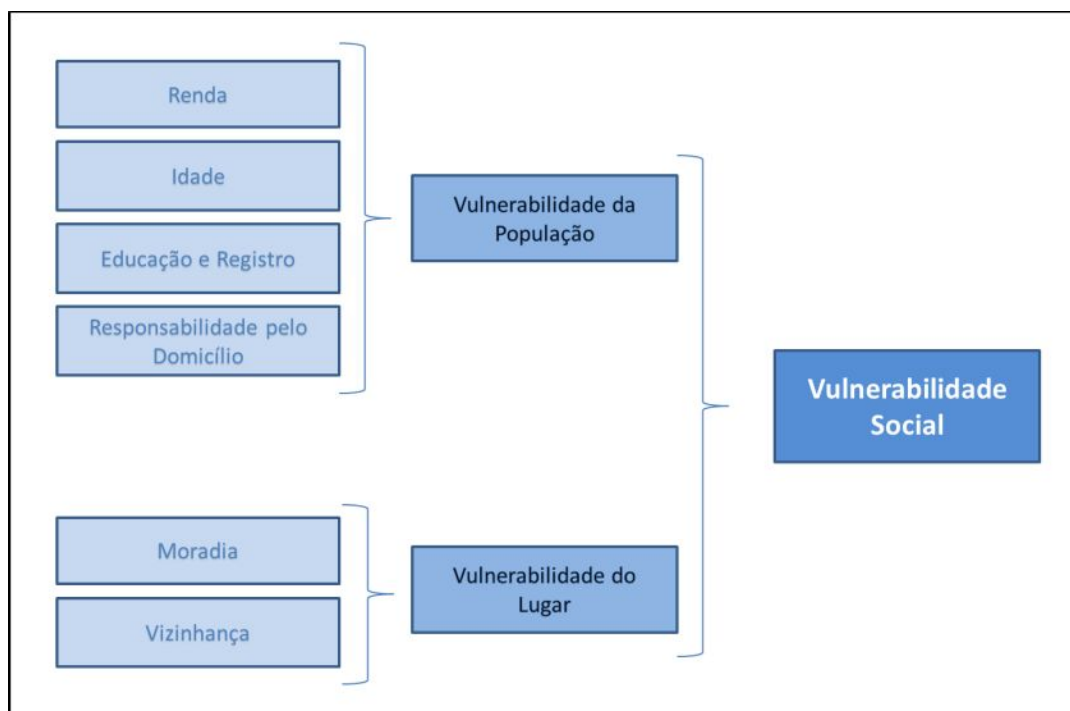 Renda
Idade
Educação e Registro
Responsabilidade pelo
Domicílio
Vulnerabilidade da
População
Moradia
Vizinhança
Vulnerabilidade do
Lugar
Vulnerabilidade
Social